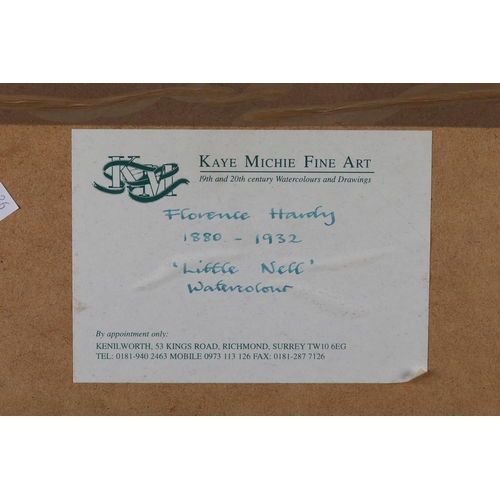 KM
KAYE MICHIE FINE ART
19th and 20th century Watercolours and Drawings
Florence Hardy
1880 - 1932
'Little Nell'
Watercolour
By appointment only:
KENILWORTH, 53 KINGS ROAD, RICHMOND, SURREY TW10 6EG
TEL: 0181-940 2463 MOBILE 0973 113 126 FAX: 0181-287 7126